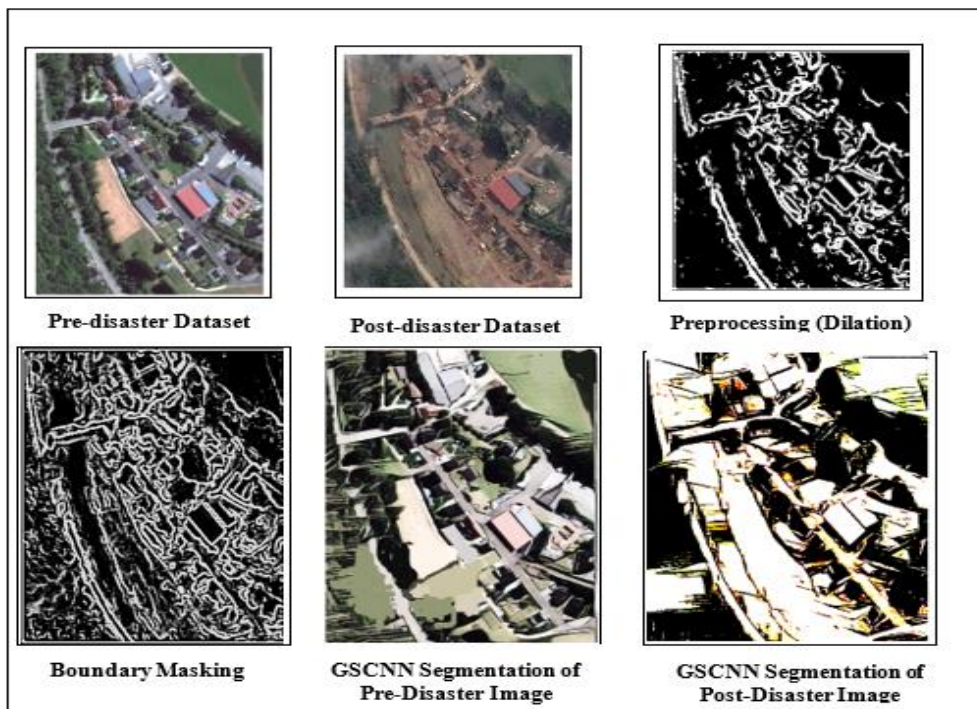 Pre-disaster Dataset
Post-disaster Dataset
Preprocessing (Dilation)
Boundary Masking
GSCNN Segmentation of
Pre-Disaster Image
GSCNN Segmentation of
Post-Disaster Image